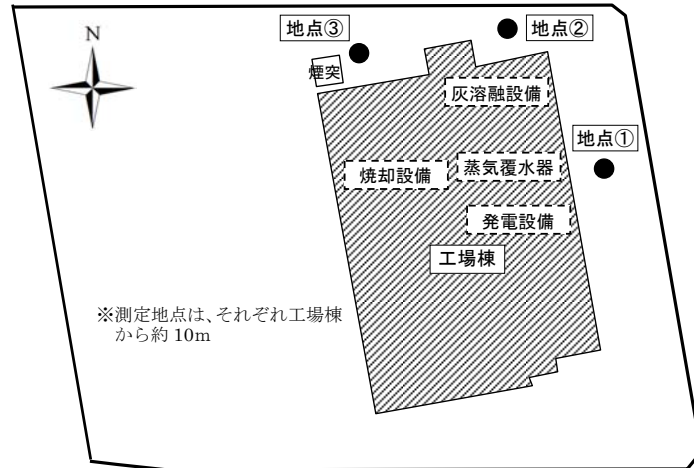 N
地点③
地点②
煙突
灰溶融設備
地点①
焼却設備
蒸気覆水器
発電設備
工場棟
※測定地点は、それぞれ工場棟
から約 10m